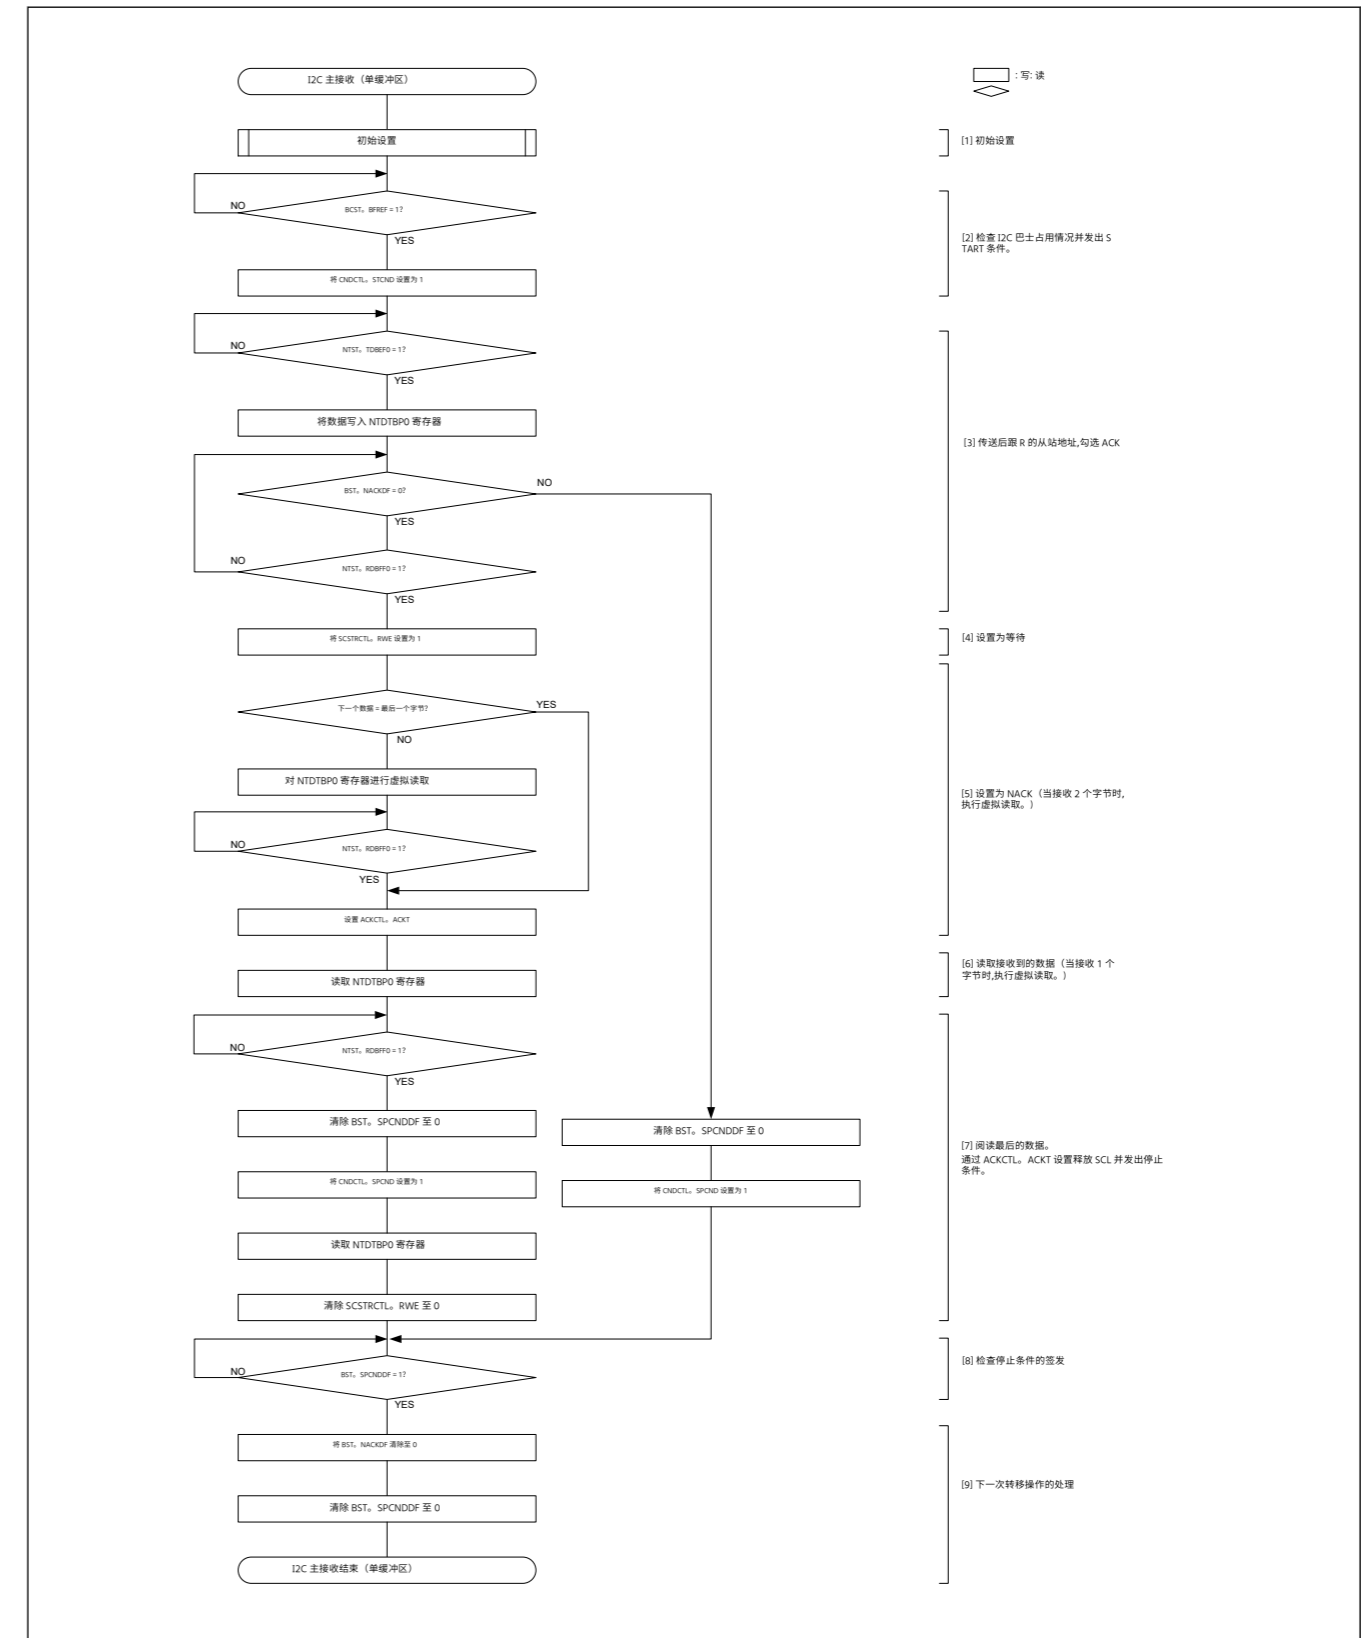 I2C 主接收（单缓冲区）
: 写: 读
初始设置
[1] 初始设置
NO
BCST。BFREF = 1?
YES
[2] 检查 I2C 巴士占用情况并发出 S
TART 条件。
将 CNDCTL。STCND 设置为 1
NO
NTST。TDBEF0 = 1?
YES
将数据写入 NTDTBP0 寄存器
[3] 传送后跟 R 的从站地址,勾选 ACK
BST。NACKDF = 0?
NO
YES
NO
NTST。RDBFF0 = 1?
YES
将 SCSTRCTL。RWE 设置为 1
[4] 设置为等待
下一个数据 = 最后一个字节?
YES
NO
对 NTDTBP0 寄存器进行虚拟读取
[5] 设置为 NACK（当接收 2 个字节时,
执行虚拟读取。）
NO
NTST。RDBFF0 = 1?
YES
设置 ACKCTL。ACKT
[6] 读取接收到的数据（当接收 1 个
字节时,执行虚拟读取。）
读取 NTDTBP0 寄存器
NO
NTST。RDBFF0 = 1?
YES
清除 BST。SPCNDDF 至 0
清除 BST。SPCNDDF 至 0
[7] 阅读最后的数据。
通过 ACKCTL。ACKT 设置释放 SCL 并发出停止
条件。
将 CNDCTL。SPCND 设置为 1
将 CNDCTL。SPCND 设置为 1
读取 NTDTBP0 寄存器
清除 SCSTRCTL。RWE 至 0
[8] 检查停止条件的签发
NO
BST。SPCNDDF = 1?
YES
将 BST。NACKDF 清除至 0
[9] 下一次转移操作的处理
清除 BST。SPCNDDF 至 0
I2C 主接收结束（单缓冲区）